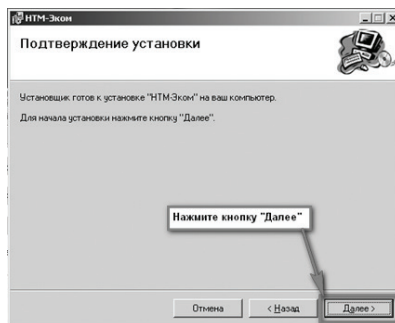 НТМ-Эком
Подтверждение установки
Установщик готов к установке "НТМ-Эком" на ваш компьютер.
Для начала установки нажмите кнопку "Далее".
Нажмите кнопку "Далее"
Отмена
< Назад
Далее >